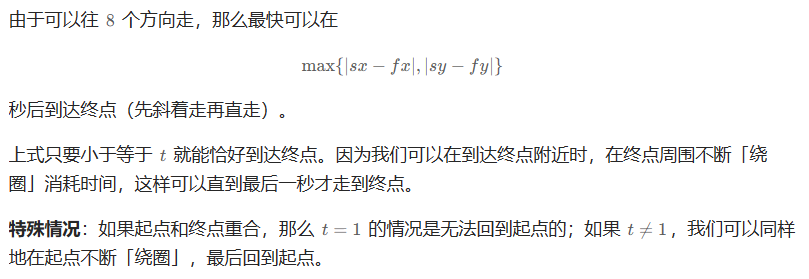 由于可以往 8 个方向走，那么最快可以在
max{|sx − fx|, |sy − fy|}
秒后到达终点（先斜着走再直走）。
上式只要小于等于 t 就能恰好到达终点。因为我们可以在到达终点附近时，在终点周围不断「绕
圈」消耗时间，这样可以直到最后一秒才走到终点。
特殊情况：如果起点和终点重合，那么 t = 1 的情况是无法回到起点的；如果 t ≠ 1，我们可以同样
地在起点不断「绕圈」，最后回到起点。